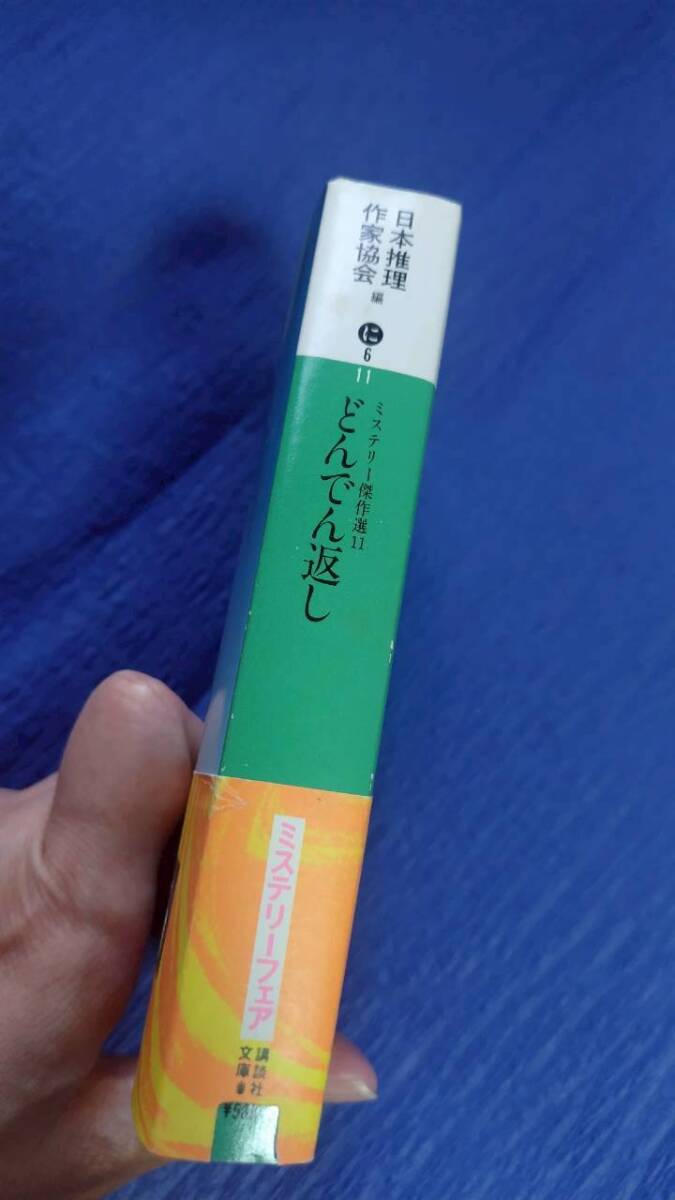 日本推理
作家協会 編
に
6
11
ミステリー傑作選11
どんでん返し
ミステリーフェア
講談社
文庫